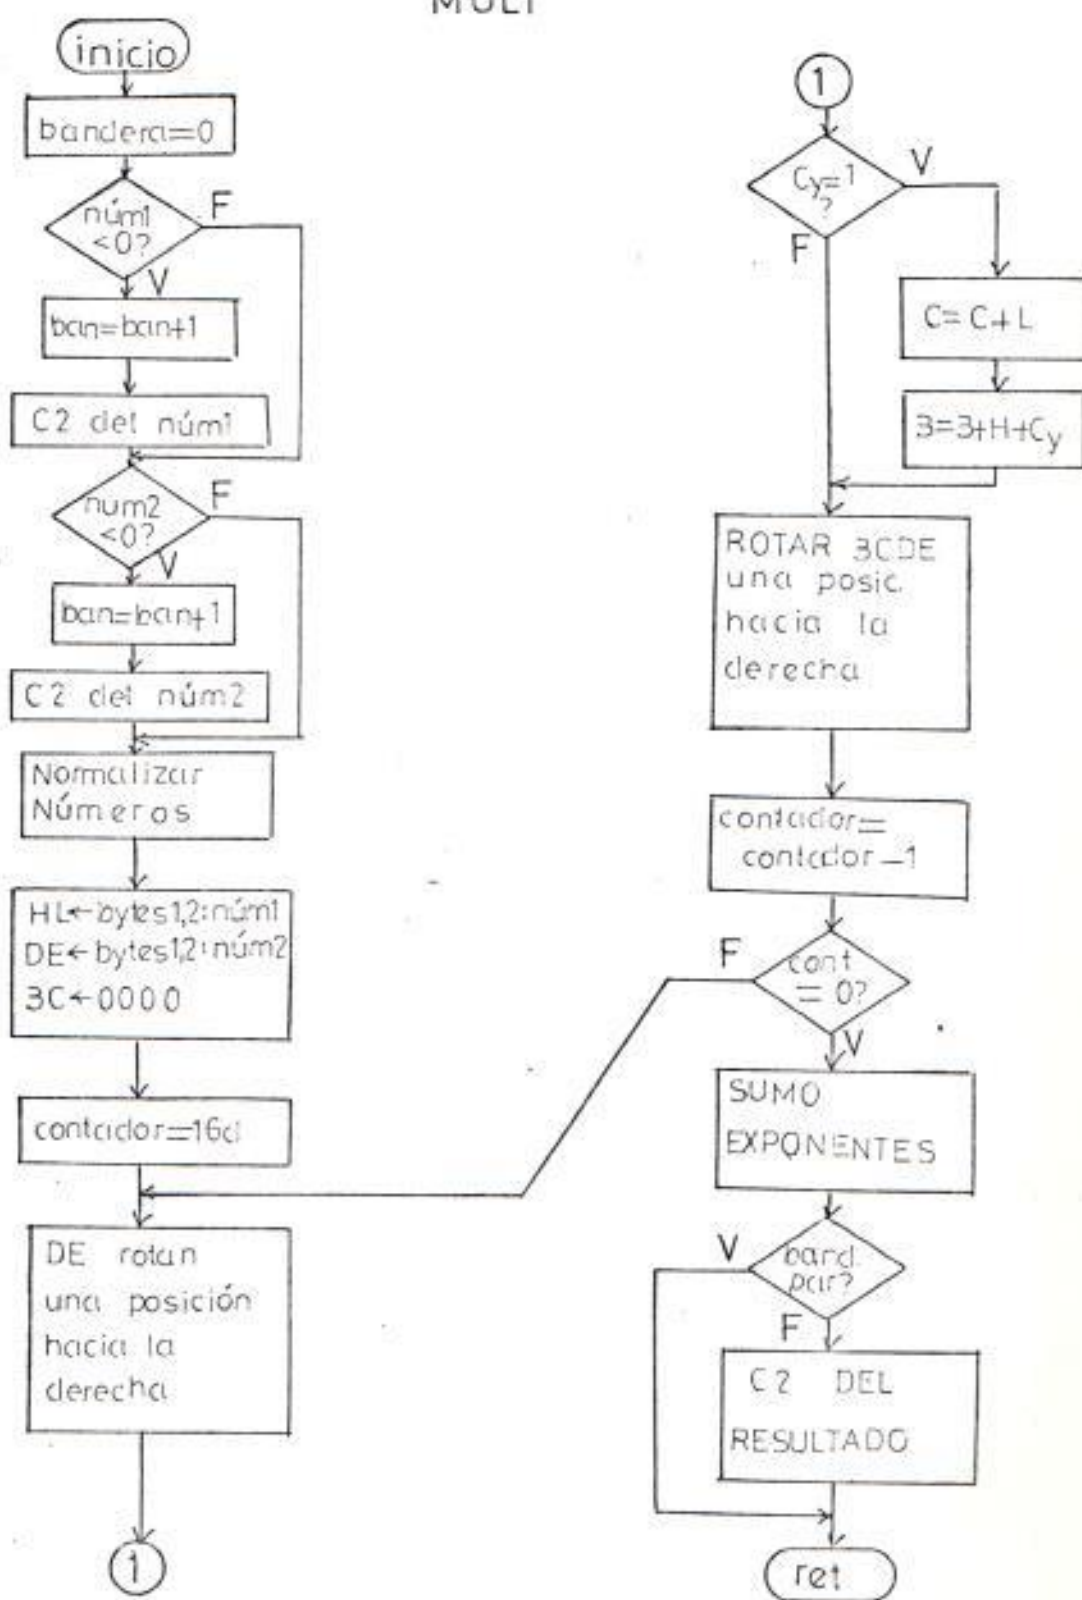 MULT
inicio
bandera=0
núm1
<0?
F
V
ban=ban+1
C2 del núm1
num2
<0?
F
V
ban=ban+1
C2 del núm2
Normalizar
Números
HL←bytes1,2:núm1
DE←bytes1,2:núm2
BC←0000
contador=16d
DE rotan
una posición
hacia la
derecha
1
1
Cy=1
?
V
F
C=C+L
B=B+H+Cy
ROTAR BCDE
una posic.
hacia la
derecha
contador=
contador-1
F
cont
=0?
V
SUMO
EXPONENTES
V
band.
par?
F
C2 DEL
RESULTADO
ret